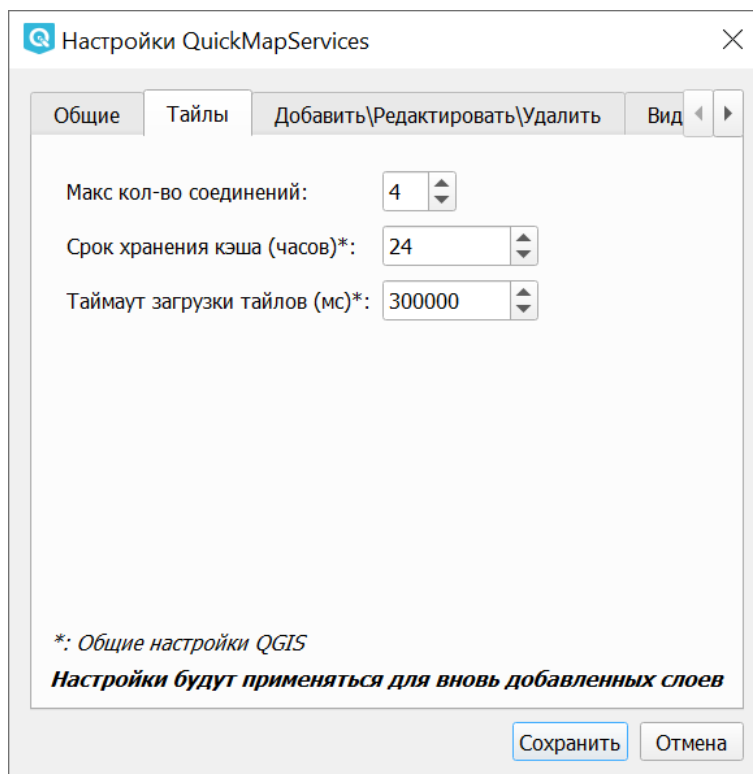 Настройки QuickMapServices
Общие Тайлы Добавить\Редактировать\Удалить Вид
Макс кол-во соединений: 4
Срок хранения кэша (часов)*: 24
Таймаут загрузки тайлов (мс)*: 300000
*: Общие настройки QGIS
Настройки будут применяться для вновь добавленных слоев
Сохранить Отмена